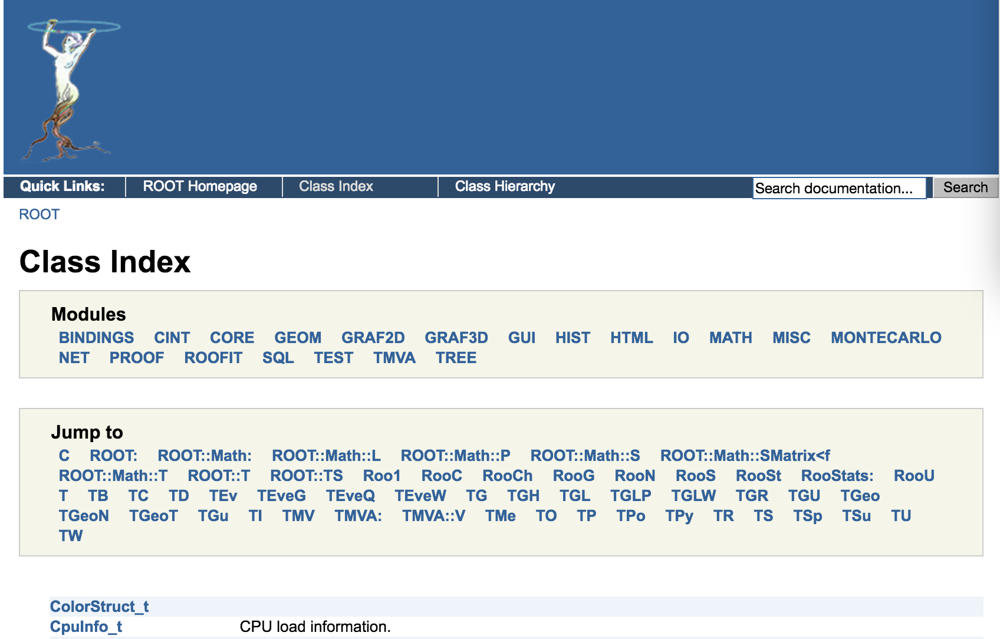 Quick Links: ROOT Homepage Class Index Class Hierarchy Search documentation... Search
ROOT
Class Index
Modules
BINDINGS CINT CORE GEOM GRAF2D GRAF3D GUI HIST HTML IO MATH MISC MONTECARLO
NET PROOF ROOFIT SQL TEST TMVA TREE
Jump to
C ROOT: ROOT::Math: ROOT::Math::L ROOT::Math::P ROOT::Math::S ROOT::Math::SMatrix<f
ROOT::Math::T ROOT::T ROOT::TS Roo1 RooC RooCh RooG RooN RooS RooSt RooStats: RooU
T TB TC TD TEv TEveG TEveQ TEveW TG TGH TGL TGLP TGLW TGR TGU TGeo
TGeoN TGeoT TGu TI TMV TMVA: TMVA::V TMe TO TP TPo TPy TR TS TSp TSu TU
TW
ColorStruct_t
CpuInfo_t CPU load information.